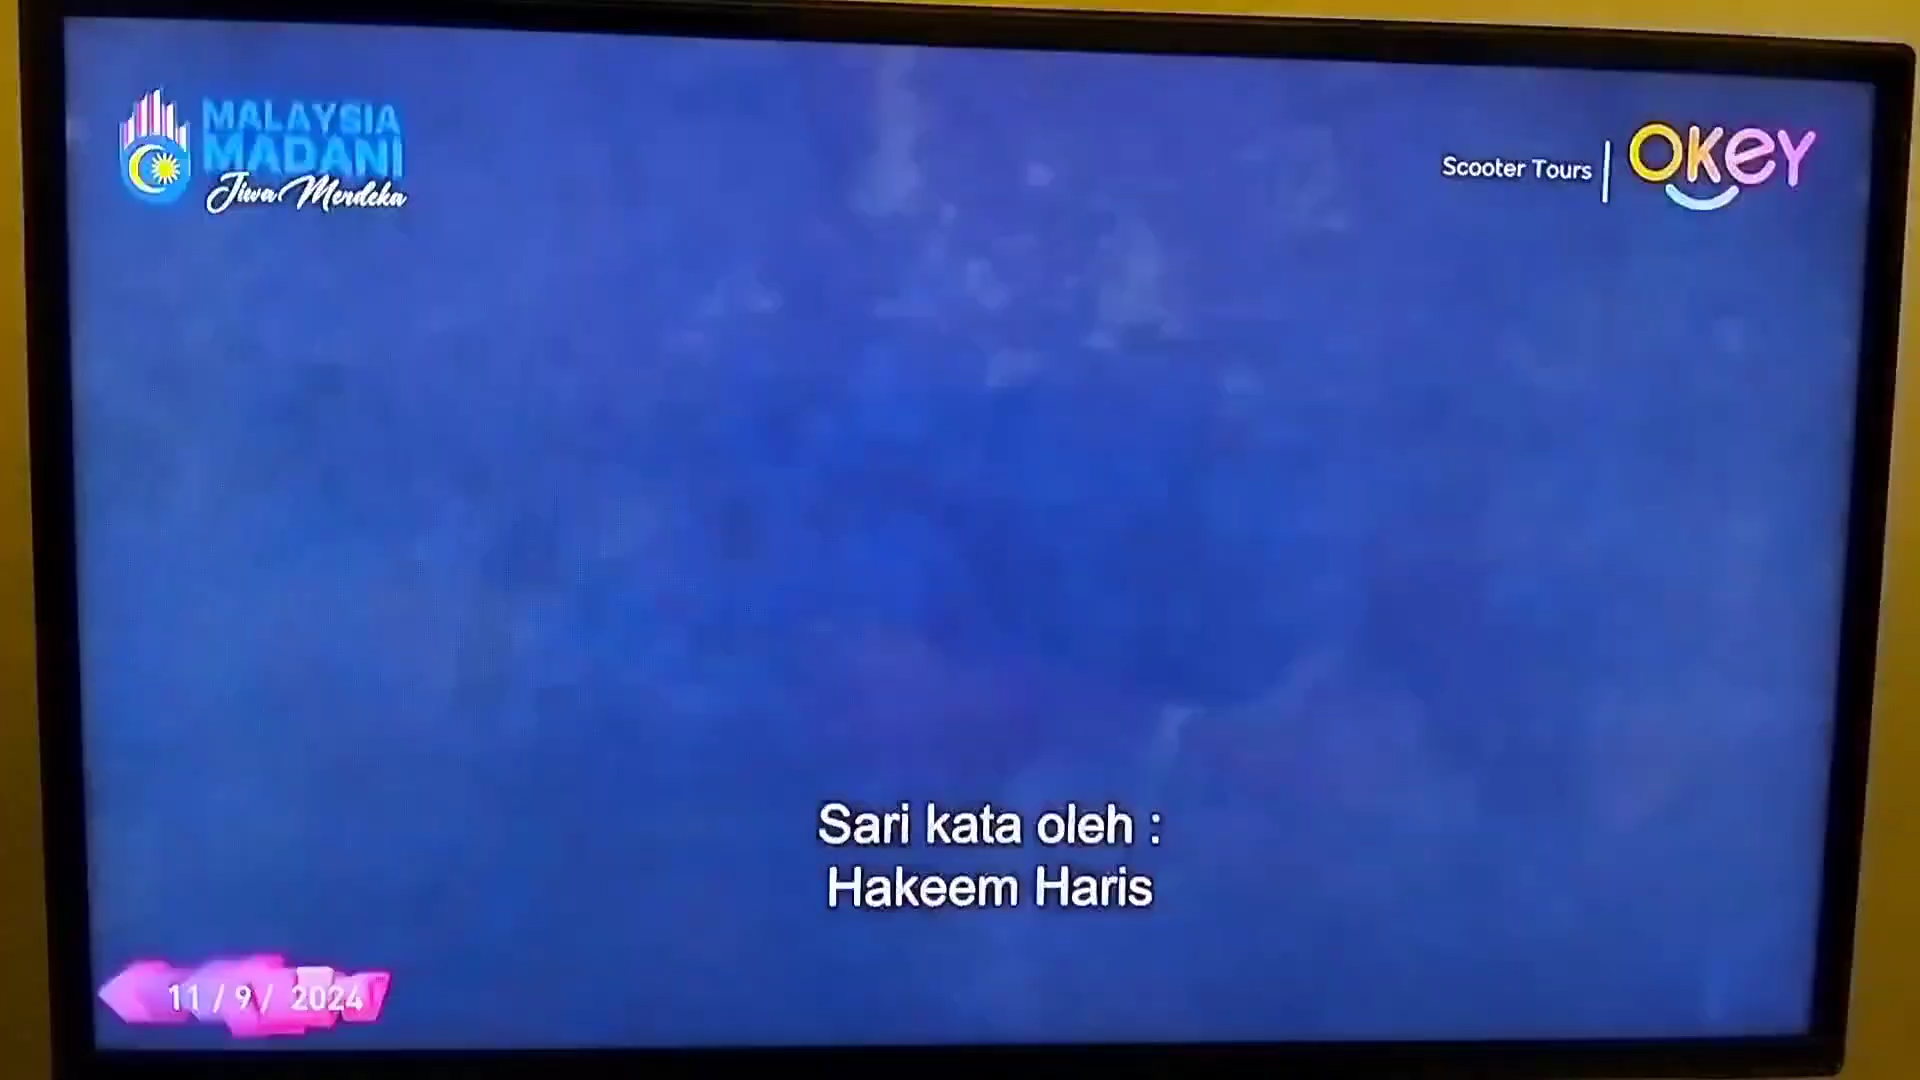 MALAYSIA
MADANI
Jiwa Merdeka
Scooter Tours
OKEY
Sari kata oleh :
Hakeem Haris
11 / 9 / 2024